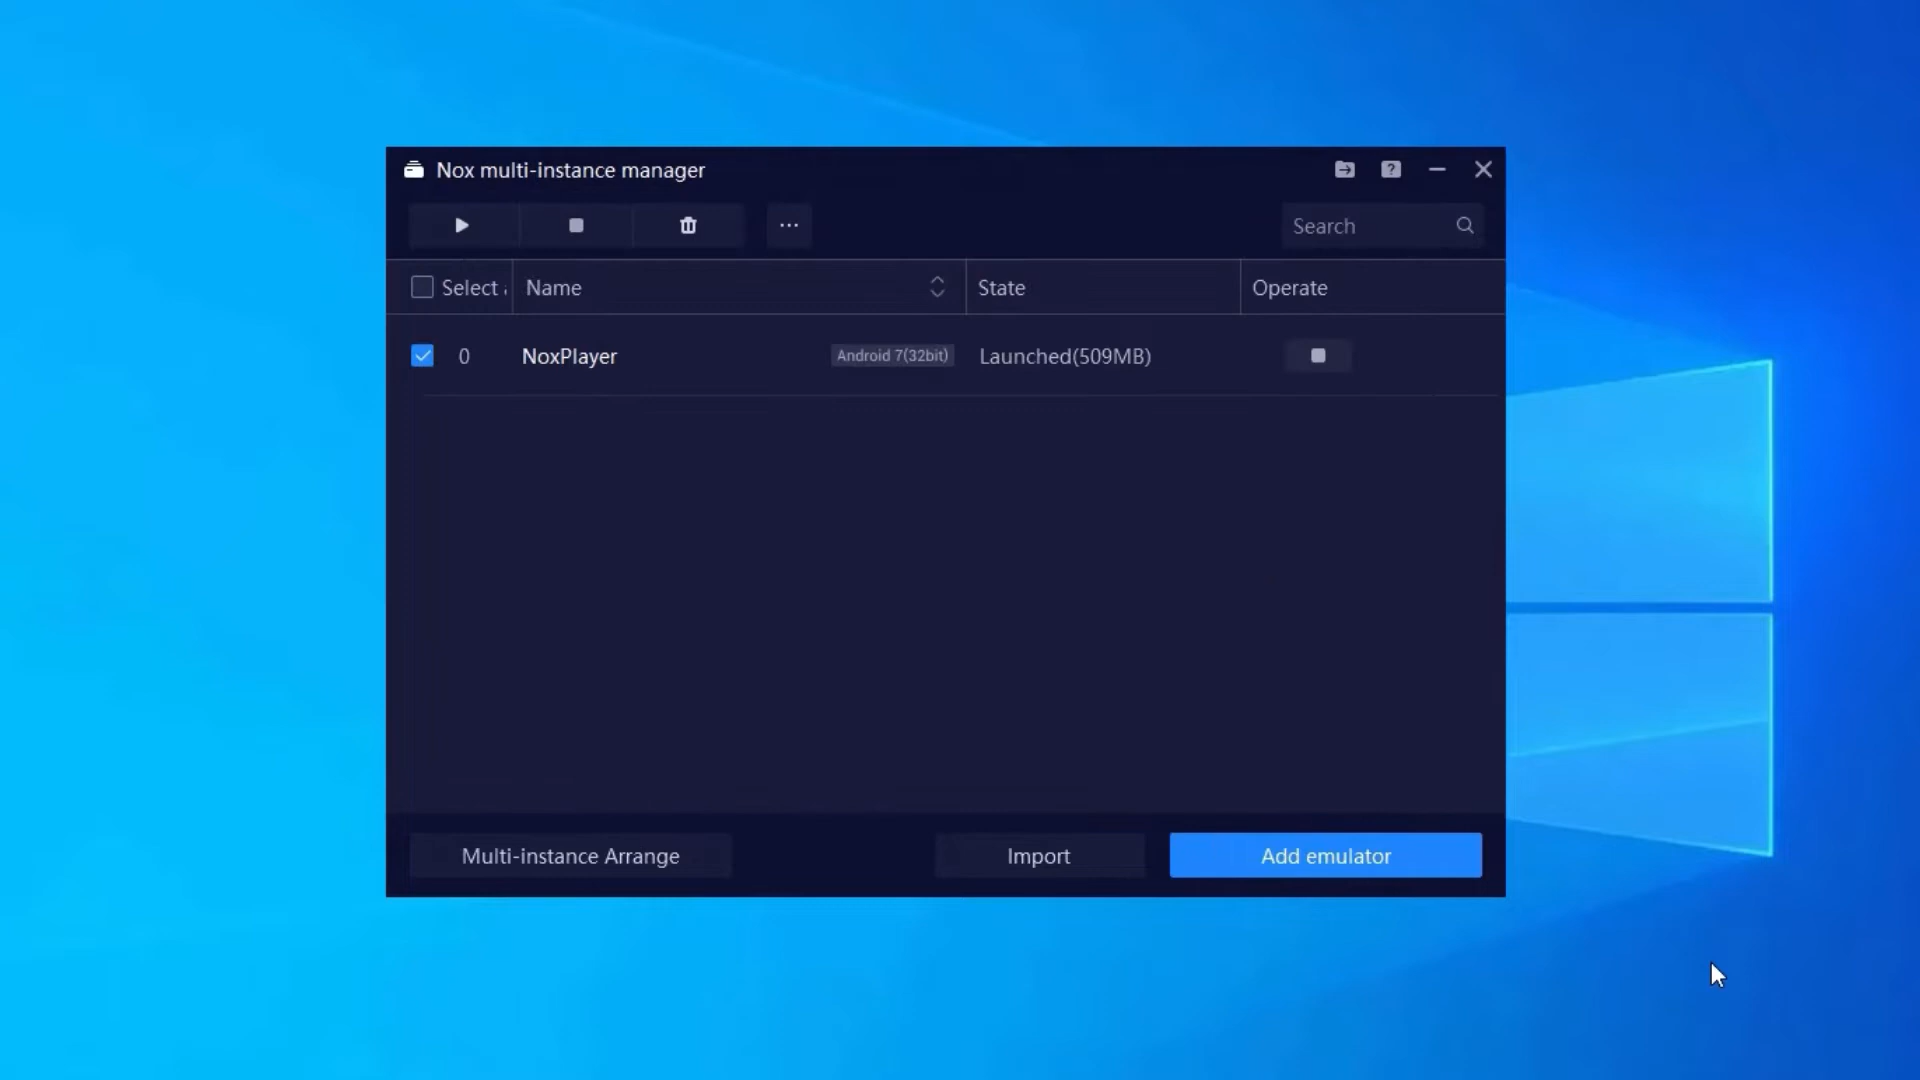 Nox multi-instance manager
Search
Select
Name
State
Operate
0
NoxPlayer
Android 7(32bit)
Launched(509MB)
Multi-instance Arrange
Import
Add emulator